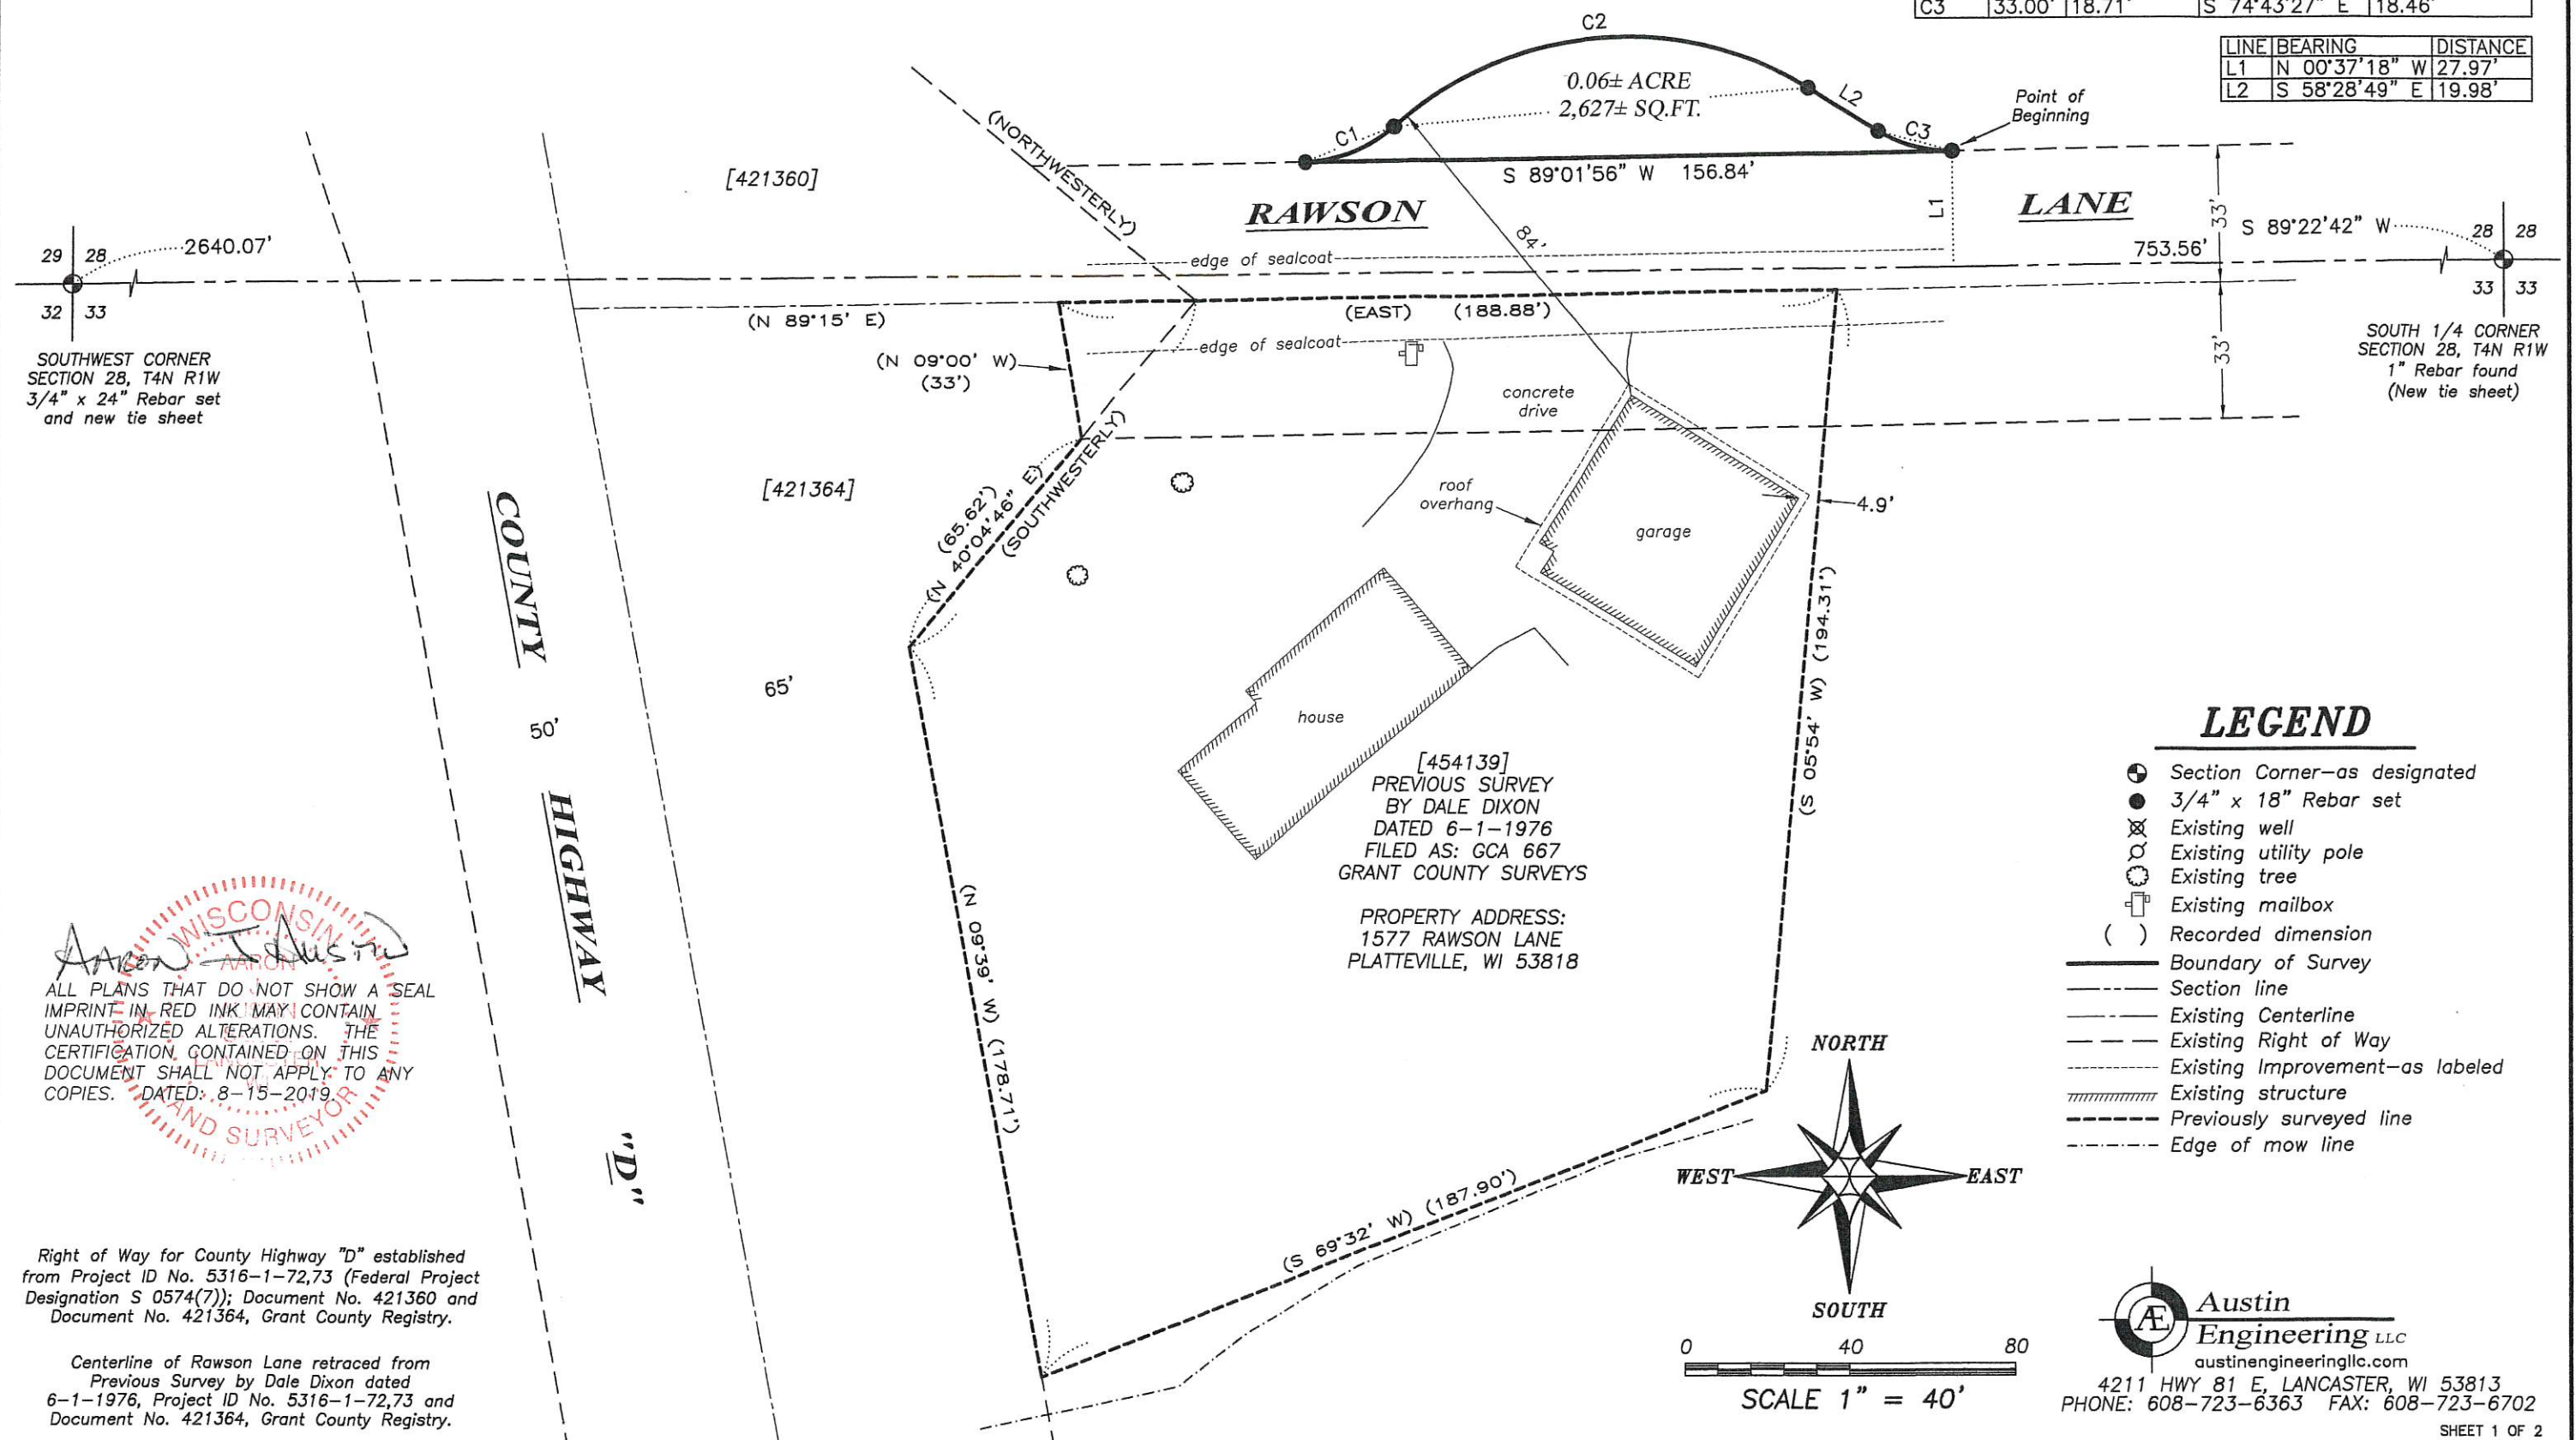 C3 33.00' 18.71' S 74°43'27" E 18.46'
LINE BEARING DISTANCE
L1 N 00°37'18" W 27.97'
L2 S 58°28'49" E 19.98'
C2
0.06± ACRE
2,627± SQ.FT.
C1
L2
C3
Point of
Beginning
S 89°01'56" W 156.84'
(NORTHWESTERLY)
[421360]
RAWSON
LANE
L1
33'
84'
29 28
32 33
2640.07'
edge of sealcoat
753.56'
S 89°22'42" W
28 28
33 33
SOUTHWEST CORNER
SECTION 28, T4N R1W
3/4" x 24" Rebar set
and new tie sheet
(N 89°15' E)
(EAST) (188.88')
edge of sealcoat
(N 09°00' W)
(33')
33'
SOUTH 1/4 CORNER
SECTION 28, T4N R1W
1" Rebar found
(New tie sheet)
concrete
drive
[421364]
(65.62')
(N 40°04'46" E)
(SOUTHWESTERLY)
roof
overhang
garage
4.9'
COUNTY
50'
HIGHWAY
"D"
65'
house
(S 05°54' W) (194.31')
[454139]
PREVIOUS SURVEY
BY DALE DIXON
DATED 6-1-1976
FILED AS: GCA 667
GRANT COUNTY SURVEYS
PROPERTY ADDRESS:
1577 RAWSON LANE
PLATTEVILLE, WI 53818
(N 09°39' W) (178.71')
(S 69°32' W) (187.90')
LEGEND
Section Corner-as designated
3/4" x 18" Rebar set
Existing well
Existing utility pole
Existing tree
Existing mailbox
( ) Recorded dimension
Boundary of Survey
Section line
Existing Centerline
Existing Right of Way
Existing Improvement-as labeled
Existing structure
Previously surveyed line
Edge of mow line
WISCONSIN
AARON
J.
AUSTIN
LANCASTER
WI
LAND SURVEYOR
Aaron J Austin
ALL PLANS THAT DO NOT SHOW A SEAL
IMPRINT IN RED INK MAY CONTAIN
UNAUTHORIZED ALTERATIONS. THE
CERTIFICATION CONTAINED ON THIS
DOCUMENT SHALL NOT APPLY TO ANY
COPIES. DATED: 8-15-2019.
Right of Way for County Highway "D" established
from Project ID No. 5316-1-72,73 (Federal Project
Designation S 0574(7)); Document No. 421360 and
Document No. 421364, Grant County Registry.
Centerline of Rawson Lane retraced from
Previous Survey by Dale Dixon dated
6-1-1976, Project ID No. 5316-1-72,73 and
Document No. 421364, Grant County Registry.
NORTH
WEST
EAST
SOUTH
0 40 80
SCALE 1" = 40'
AE
Austin
Engineering LLC
austinengineeringllc.com
4211 HWY 81 E, LANCASTER, WI 53813
PHONE: 608-723-6363 FAX: 608-723-6702
SHEET 1 OF 2